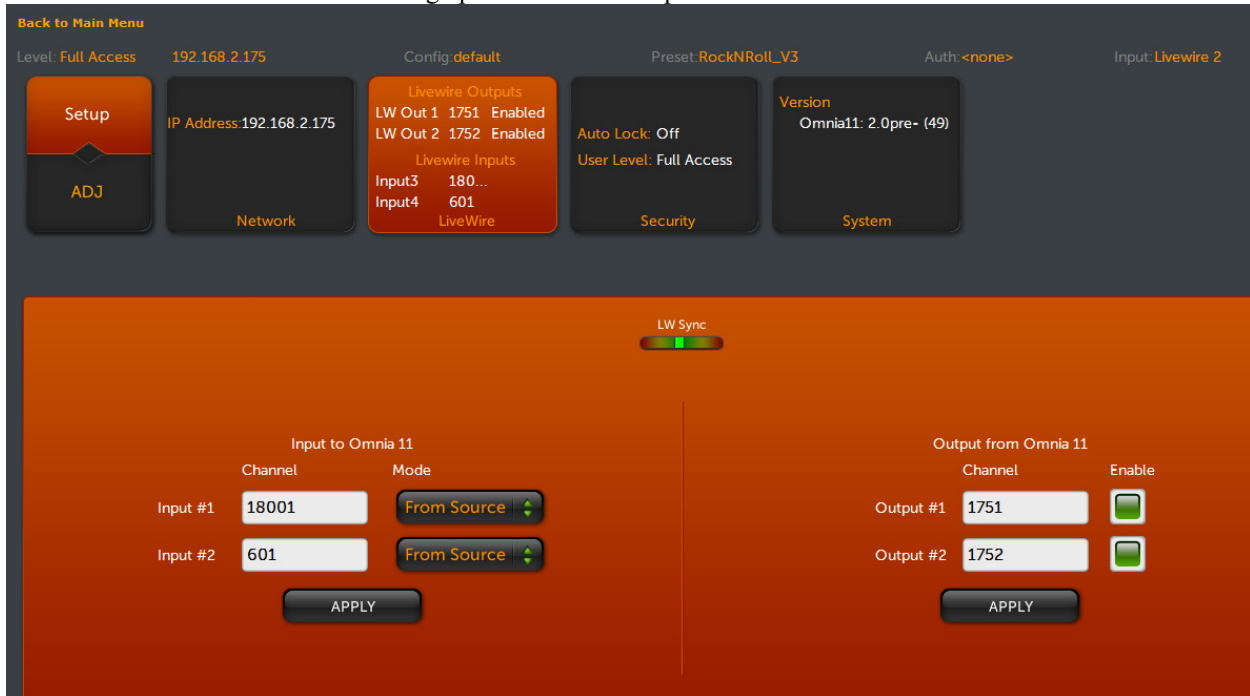 Back to Main Menu
Level: Full Access 192.168.2.175 Config:default Preset:RockNRoll_V3 Auth:<none> Input:Livewire 2
Setup
ADJ
IP Address:192.168.2.175
Network
Livewire Outputs
LW Out 1 1751 Enabled
LW Out 2 1752 Enabled
Livewire Inputs
Input3 180...
Input4 601
LiveWire
Auto Lock: Off
User Level: Full Access
Security
Version
Omnia11: 2.0pre- (49)
System
LW Sync
Input to Omnia 11
Channel Mode
Input #1 18001 From Source
Input #2 601 From Source
APPLY
Output from Omnia 11
Channel Enable
Output #1 1751
Output #2 1752
APPLY